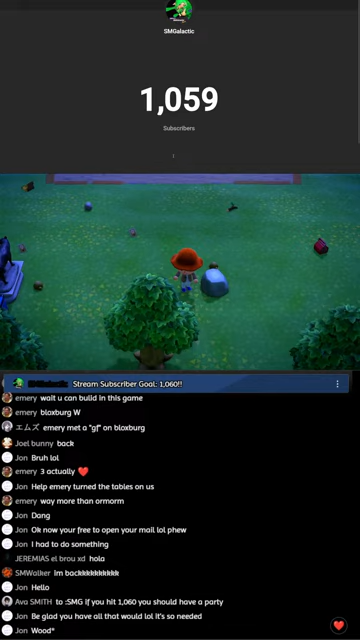 SMGalactic
1,059
Subscribers
SMGalactic Stream Subscriber Goal: 1,060!!
emery wait u can build in this game
emery bloxburg W
エムズ emery met a "gf" on bloxburg
Joel bunny back
Jon Bruh lol
emery 3 actually ❤️
Jon Help emery turned the tables on us
emery way more than ormorm
Jon Dang
Jon Ok now your free to open your mail lol phew
Jon I had to do something
JEREMIAS el brou xd hola
SMWalker Im backkkkkkkkkk
Jon Hello
Ava SMITH to :SMG if you hit 1,060 you should have a party
Jon Be glad you have all that would lol it's so needed
Jon Wood*